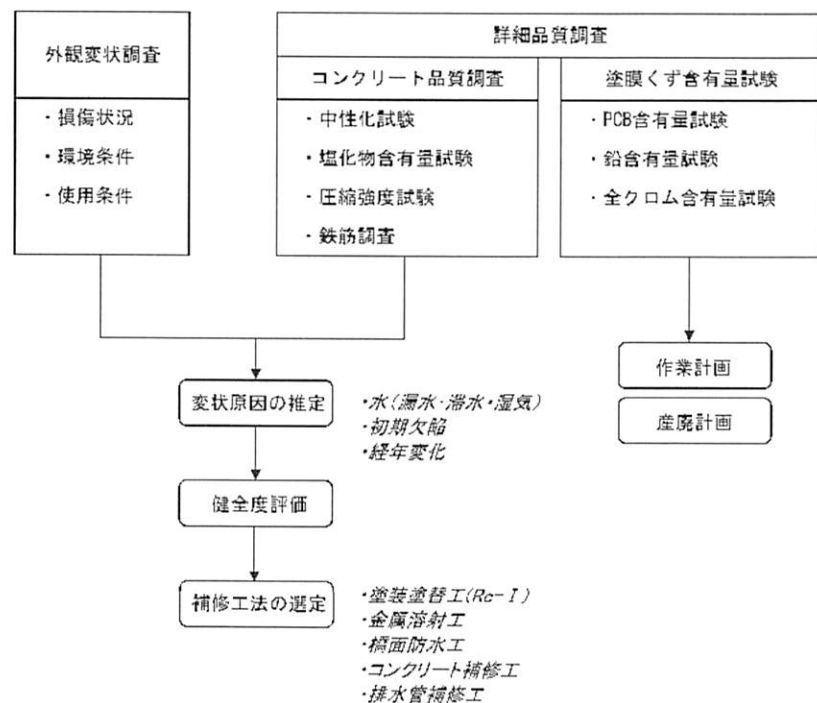 外観変状調査
・損傷状況
・環境条件
・使用条件
詳細品質調査
コンクリート品質調査
・中性化試験
・塩化物含有量試験
・圧縮強度試験
・鉄筋調査
塗膜くず含有量試験
・PCB含有量試験
・鉛含有量試験
・全クロム含有量試験
作業計画
産廃計画
変状原因の推定
・水(漏水・滞水・湿気)
・初期欠陥
・経年変化
健全度評価
補修工法の選定
・塗装塗替工(Rc-Ⅰ)
・金属溶射工
・橋面防水工
・コンクリート補修工
・排水管補修工